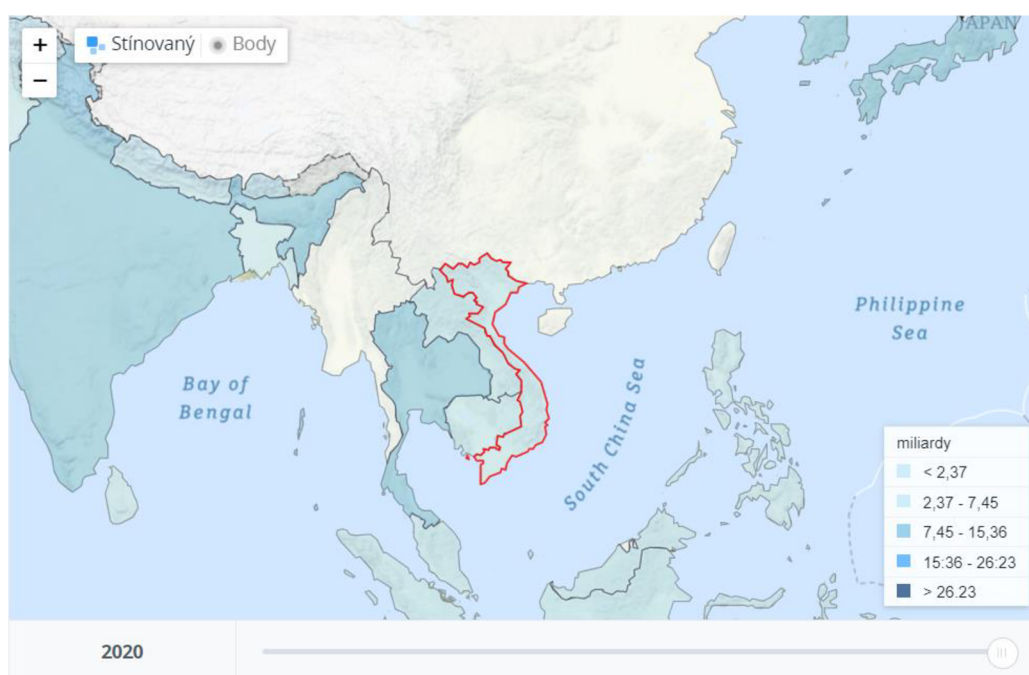 JAPAN
+
Stínovaný
Body
−
Philippine
Sea
Bay of
Bengal
South China Sea
miliardy
< 2,37
2,37 - 7,45
7,45 - 15,36
15:36 - 26:23
> 26.23
2020